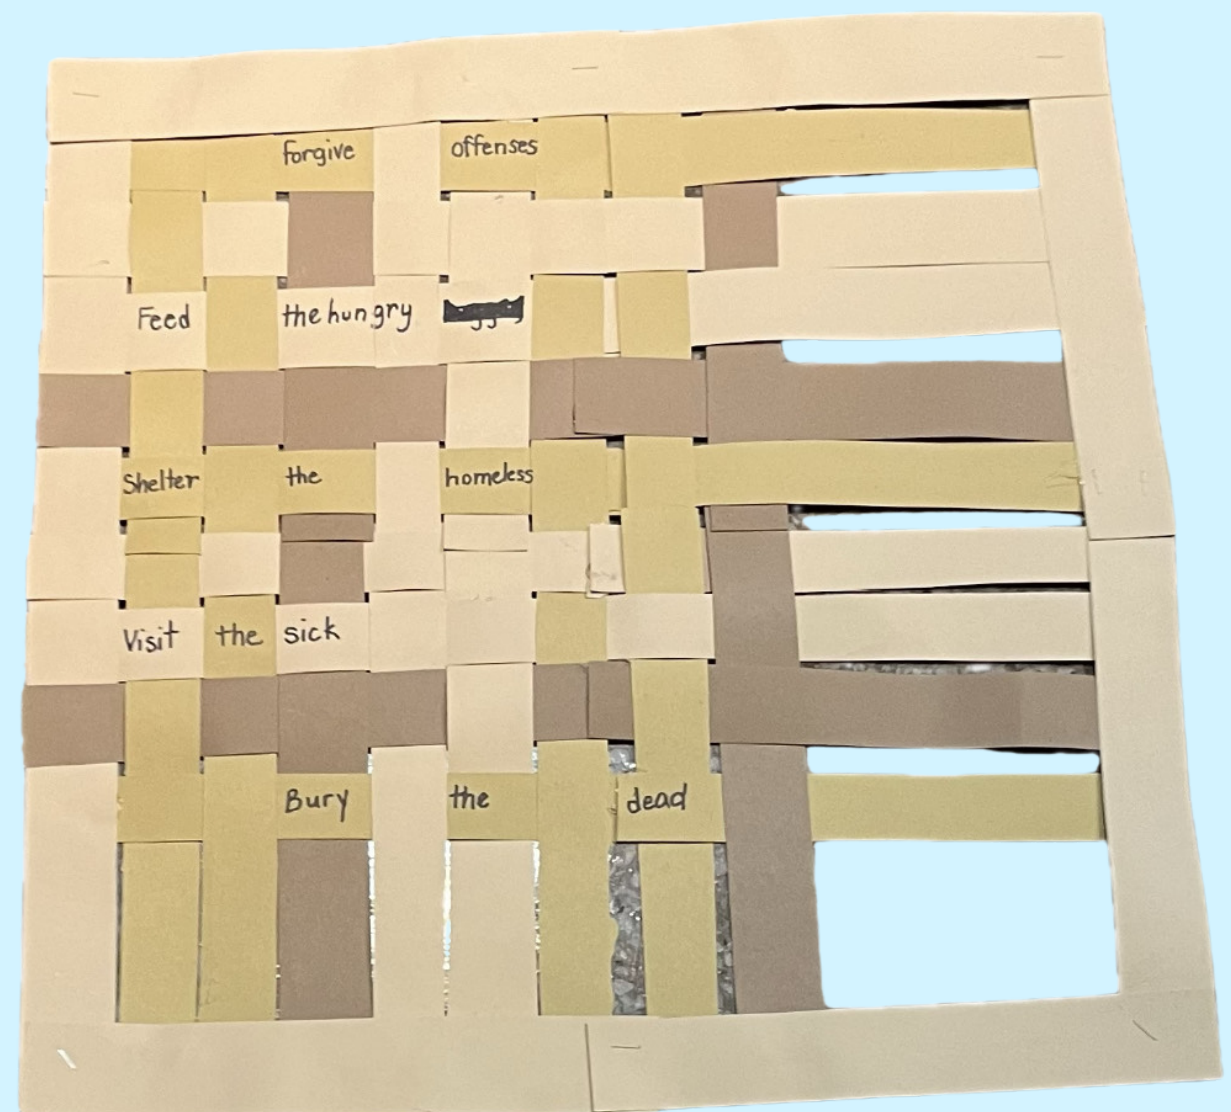 forgive offenses
Feed the hungry
Shelter the homeless
Visit the sick
Bury the dead